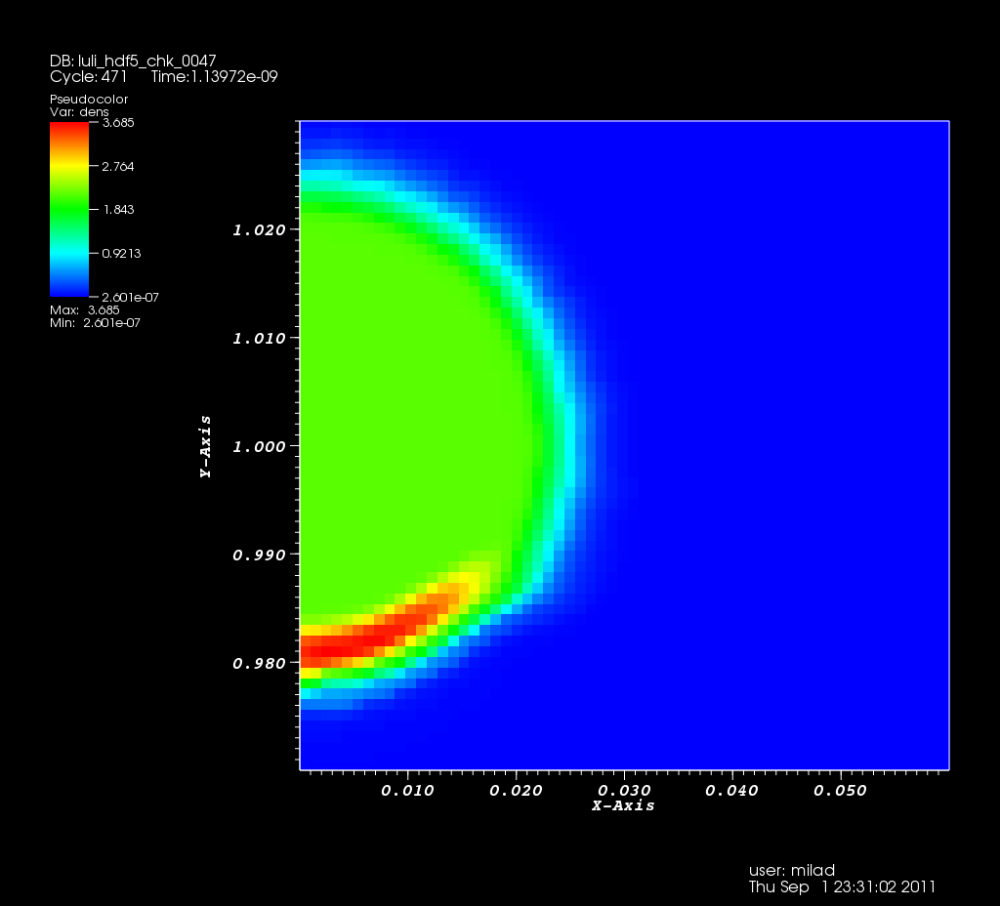 DB: luli_hdf5_chk_0047
Cycle: 471 Time:1.13972e-09
Pseudocolor
Var: dens
3.685
2.764
1.843
0.9213
2.601e-07
Max: 3.685
Min: 2.601e-07
1.020
1.010
1.000
0.990
0.980
Y-Axis
0.010 0.020 0.030 0.040 0.050
X-Axis
user: milad
Thu Sep 1 23:31:02 2011